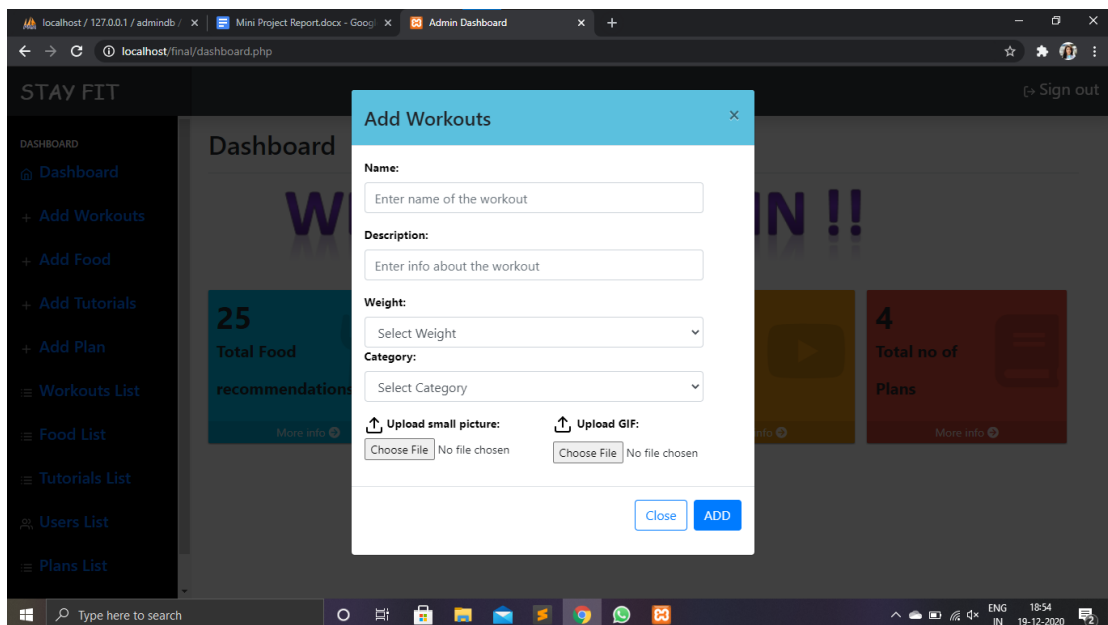 localhost / 127.0.0.1 / admindb /
Mini Project Report.docx - Goog
Admin Dashboard
localhost/final/dashboard.php
STAY FIT
Sign out
DASHBOARD
Dashboard
+ Add Workouts
+ Add Food
+ Add Tutorials
+ Add Plan
Workouts List
Food List
Tutorials List
Users List
Plans List
Dashboard
W
IN !!
25
Total Food
recommendations
More info
nfo
4
Total no of
Plans
More info
Add Workouts
×
Name:
Enter name of the workout
Description:
Enter info about the workout
Weight:
Select Weight
Category:
Select Category
Upload small picture:
Upload GIF:
Choose File No file chosen
Choose File No file chosen
Close
ADD
Type here to search
ENG
IN
18:54
19-12-2020
2